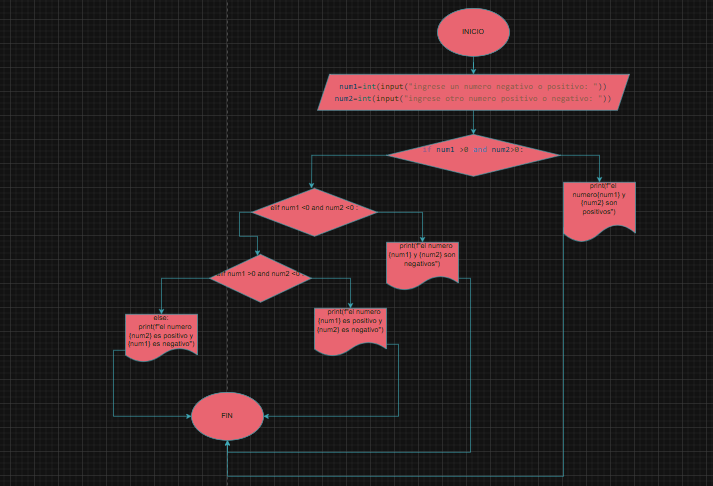 INICIO
num1=int(input("ingrese un numero negativo o positivo: "))
num2=int(input("ingrese otro numero positivo o negativo: "))
if num1 >0 and num2>0:
print(f"el
numero{num1} y
{num2} son
positivos")
elif num1 <0 and num2 <0 :
print(f"el numero
{num1} y {num2} son
negativos")
elif num1 >0 and num2 <0 :
else:
print(f"el numero
{num2} es positivo y
{num1} es negativo")
print(f"el numero
{num1} es positivo y
{num2} es negativo")
FIN